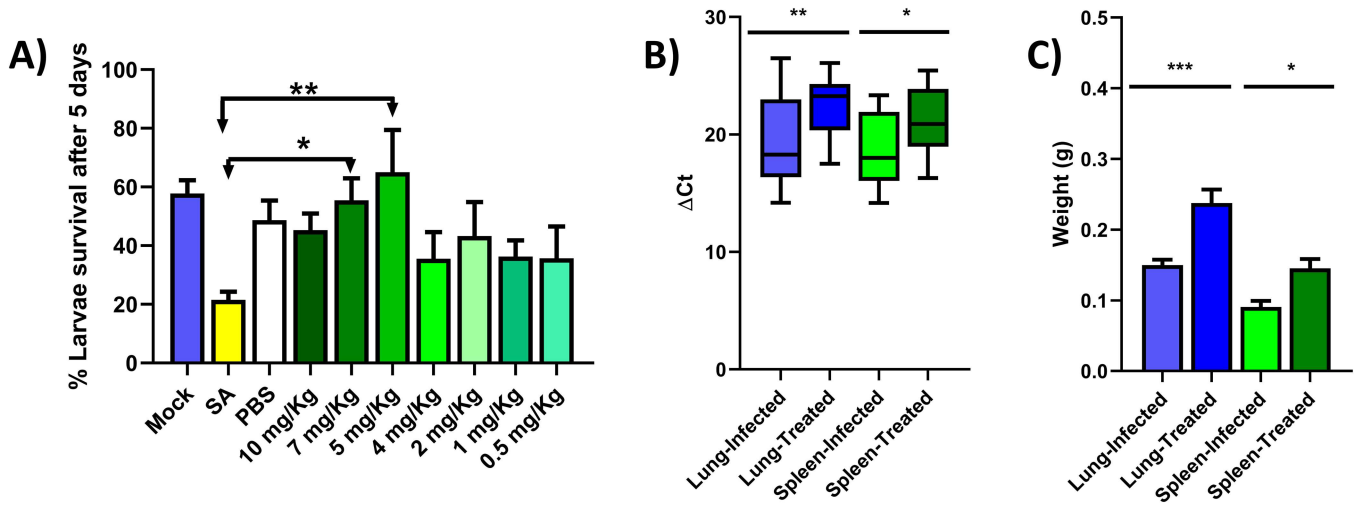 A)
% Larvae survival after 5 days
100
80
60
40
20
0
**
*
Mock
SA
PBS
10 mg/Kg
7 mg/Kg
5 mg/Kg
4 mg/Kg
2 mg/Kg
1 mg/Kg
0.5 mg/Kg
B)
ΔCt
30
20
10
0
**
*
Lung-Infected
Lung-Treated
Spleen-Infected
Spleen-Treated
C)
Weight (g)
0.5
0.4
0.3
0.2
0.1
0.0
***
*
Lung-Infected
Lung-Treated
Spleen-Infected
Spleen-Treated